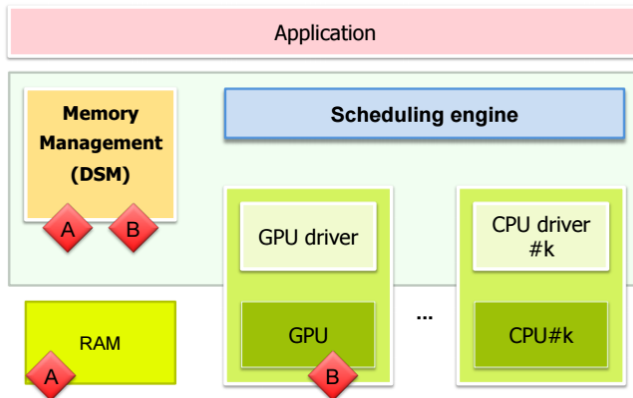 Application
Memory
Management
(DSM)
A
B
Scheduling engine
GPU driver
CPU driver
#k
RAM
A
GPU
B
...
CPU#k